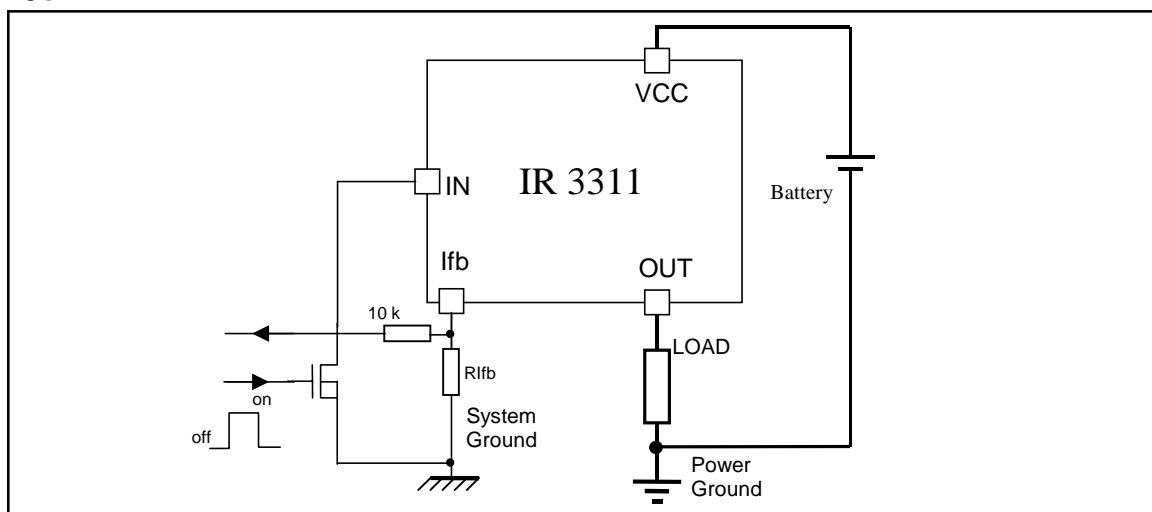 VCC
IN
IR 3311
Battery
Ifb
OUT
10 k
LOAD
RIfb
on
off
System
Ground
Power
Ground